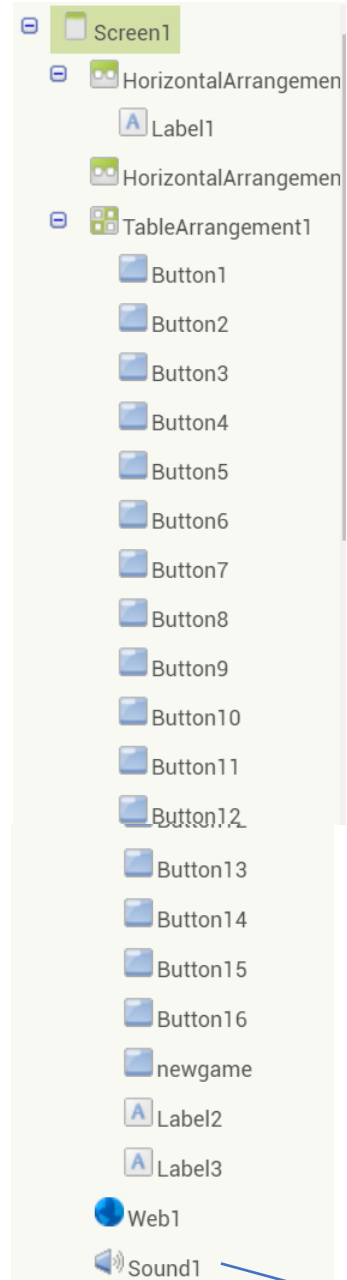 Screen1
HorizontalArrangemen
A Label1
HorizontalArrangemen
TableArrangement1
Button1
Button2
Button3
Button4
Button5
Button6
Button7
Button8
Button9
Button10
Button11
Button12
Button13
Button14
Button15
Button16
newgame
A Label2
A Label3
Web1
Sound1